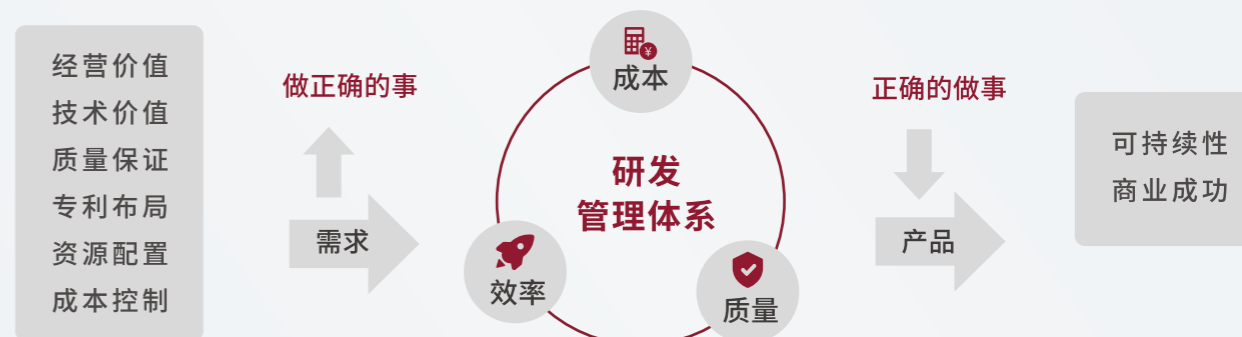 经营价值
技术价值
质量保证
专利布局
资源配置
成本控制
做正确的事
需求
¥
成本
研发
管理体系
效率
质量
正确的做事
产品
可持续性
商业成功